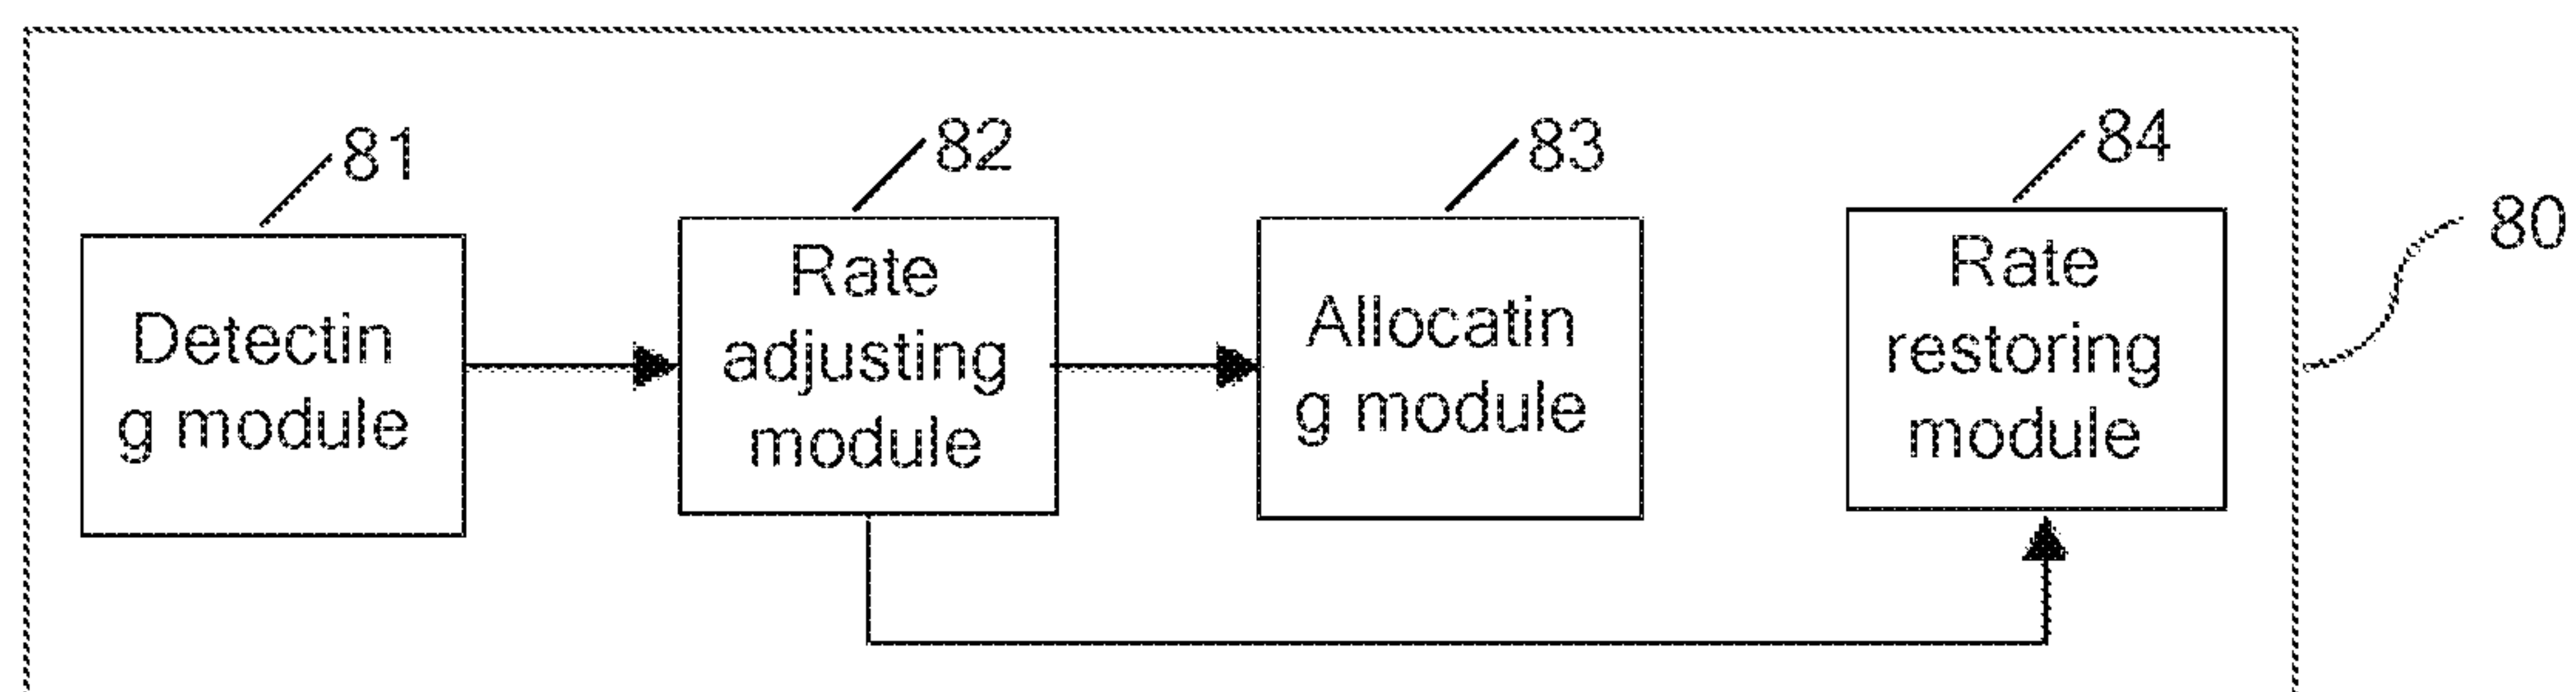 81
82
83
84
80
Detectin
g module
Rate
adjusting
module
Allocatin
g module
Rate
restoring
module